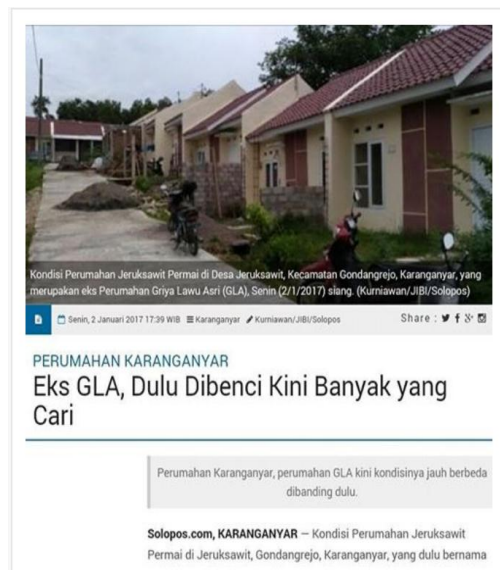 Kondisi Perumahan Jeruksawit Permai di Desa Jeruksawit, Kecamatan Gondangrejo, Karanganyar, yang
merupakan eks Perumahan Griya Lawu Asri (GLA), Senin (2/1/2017) siang. (Kurniawan/JIBI/Solopos)
Senin, 2 Januari 2017 17:39 WIB Karanganyar Kurniawan/JIBI/Solopos Share :
PERUMAHAN KARANGANYAR
Eks GLA, Dulu Dibenci Kini Banyak yang
Cari
Perumahan Karanganyar, perumahan GLA kini kondisinya jauh berbeda
dibanding dulu.
Solopos.com, KARANGANYAR — Kondisi Perumahan Jeruksawit
Permai di Jeruksawit, Gondangrejo, Karanganyar, yang dulu bernama